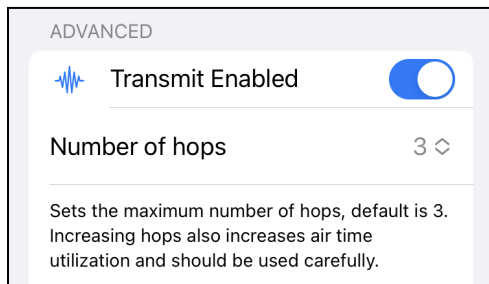 ADVANCED
Transmit Enabled
Number of hops 3
Sets the maximum number of hops, default is 3.
Increasing hops also increases air time
utilization and should be used carefully.